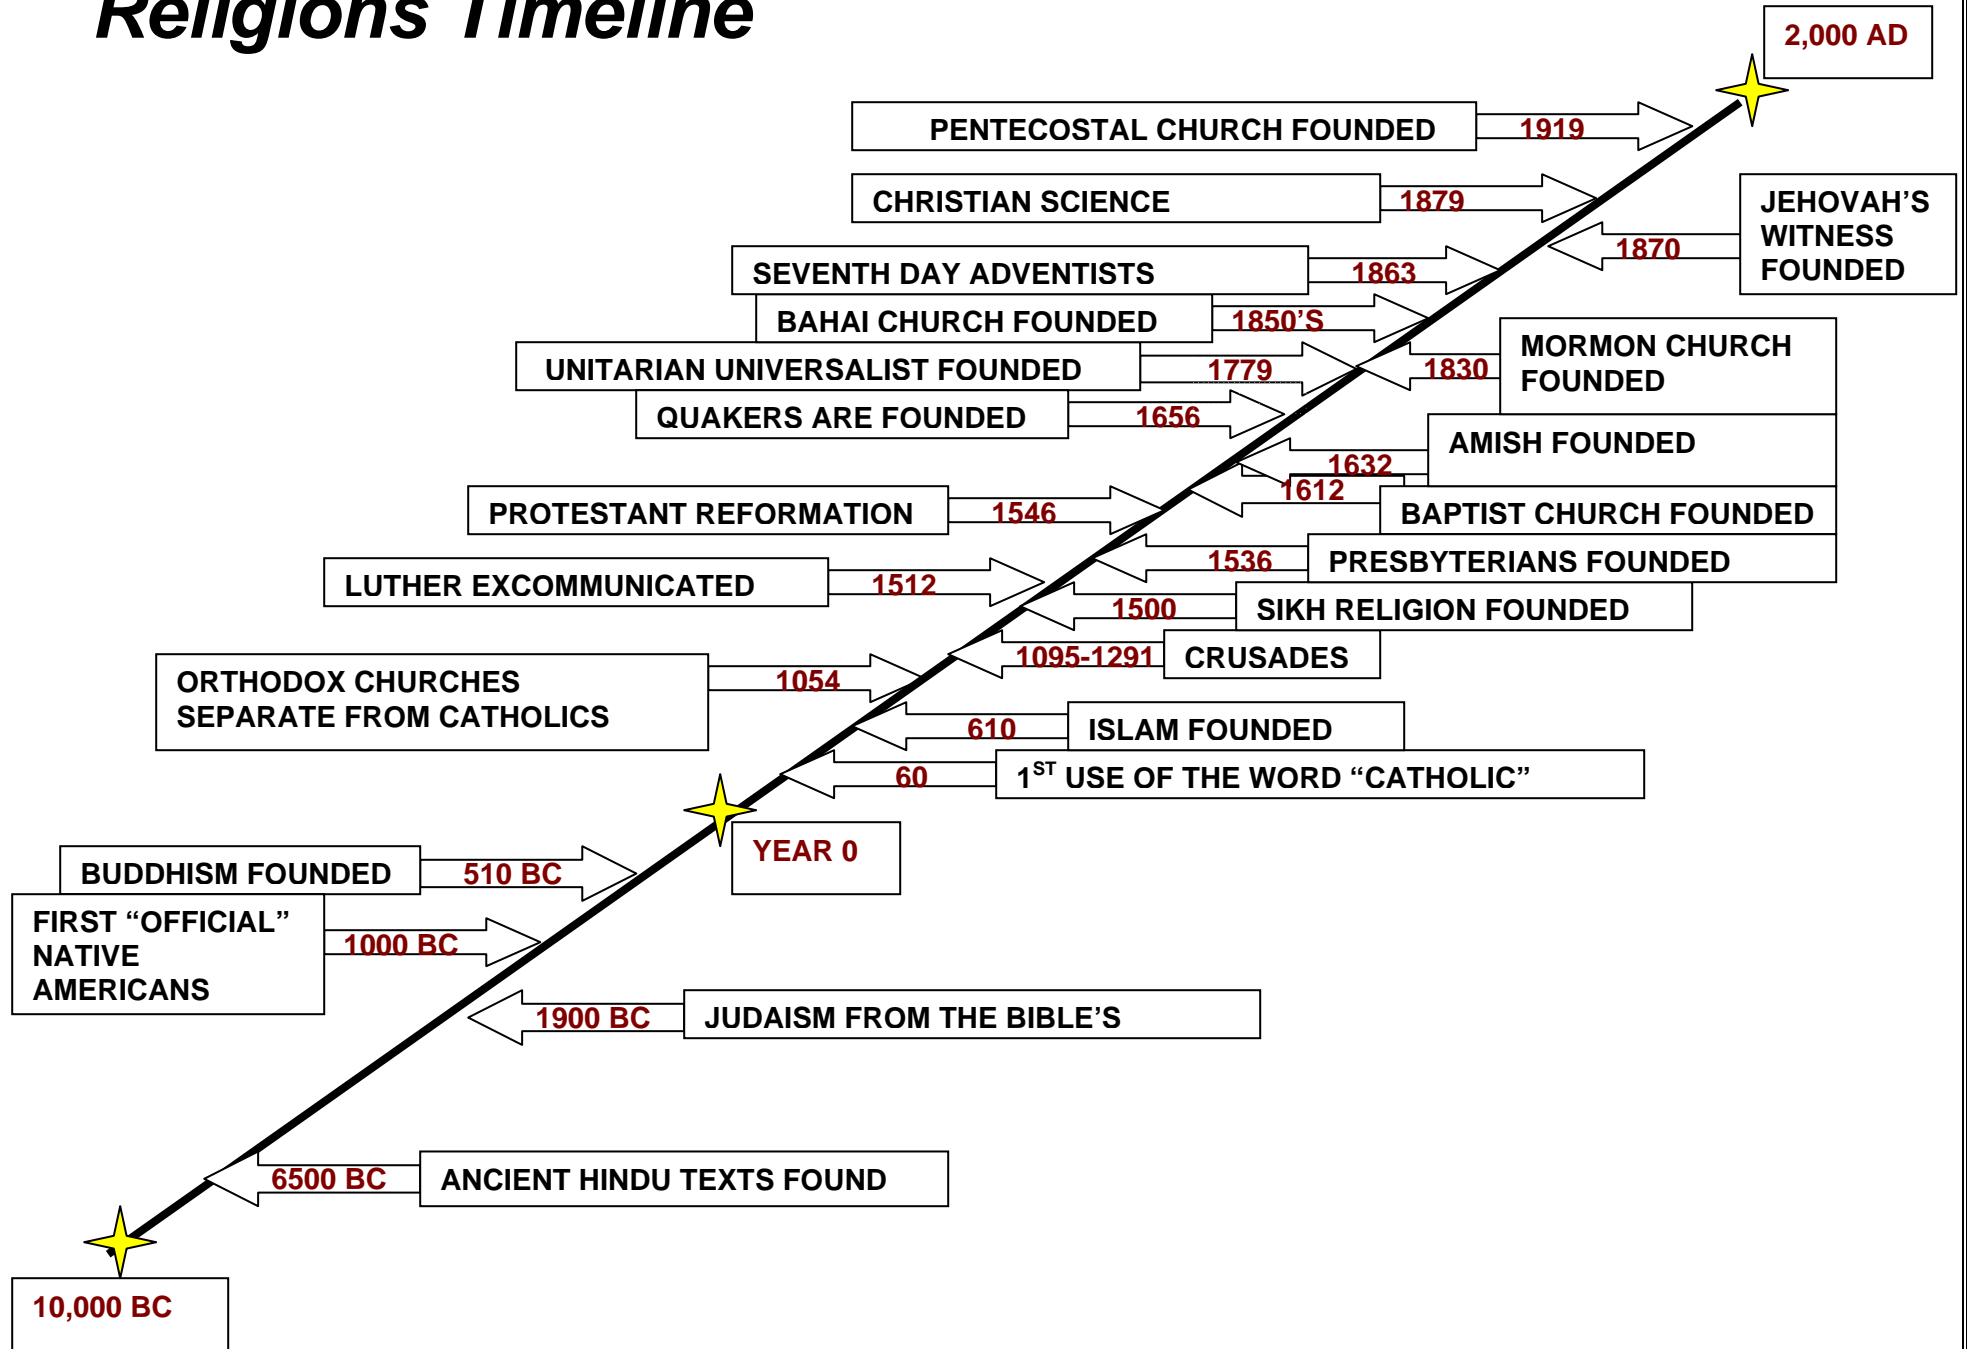 Religions Timeline
2,000 AD
PENTECOSTAL CHURCH FOUNDED
1919
CHRISTIAN SCIENCE
1879
JEHOVAH’S
WITNESS
FOUNDED
1870
SEVENTH DAY ADVENTISTS
1863
BAHAI CHURCH FOUNDED
1850’S
MORMON CHURCH
FOUNDED
1830
UNITARIAN UNIVERSALIST FOUNDED
1779
QUAKERS ARE FOUNDED
1656
AMISH FOUNDED
1632
1612
BAPTIST CHURCH FOUNDED
PROTESTANT REFORMATION
1546
1536
PRESBYTERIANS FOUNDED
LUTHER EXCOMMUNICATED
1512
1500
SIKH RELIGION FOUNDED
1095-1291
CRUSADES
ORTHODOX CHURCHES
SEPARATE FROM CATHOLICS
1054
610
ISLAM FOUNDED
60
1ST USE OF THE WORD “CATHOLIC”
YEAR 0
BUDDHISM FOUNDED
510 BC
FIRST “OFFICIAL”
NATIVE
AMERICANS
1000 BC
1900 BC
JUDAISM FROM THE BIBLE’S
6500 BC
ANCIENT HINDU TEXTS FOUND
10,000 BC